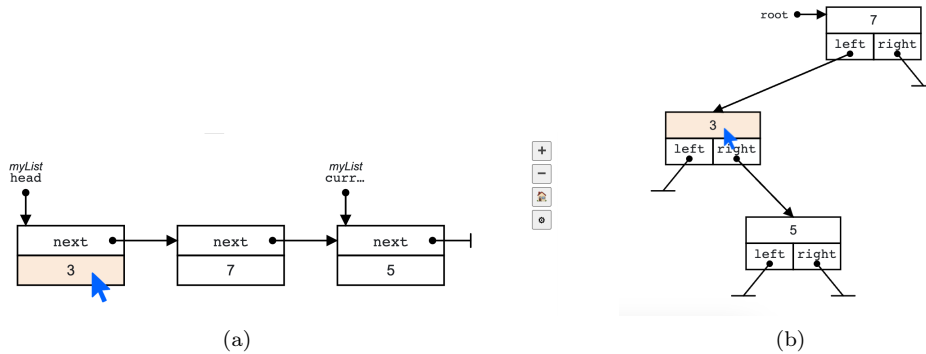 root
7
left right
3
left right
5
left right
(b)
myList
head
myList
curr…
next
next
next
3
7
5
+
−
(a)